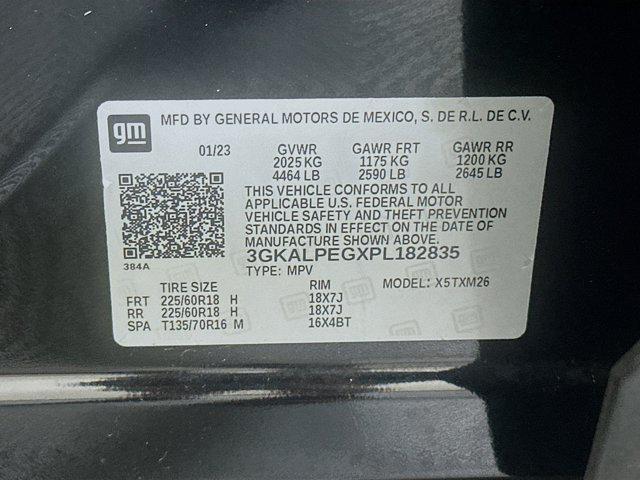 gm MFD BY GENERAL MOTORS DE MEXICO, S. DE R.L. DE C.V.
01/23 GVWR GAWR FRT GAWR RR
2025 KG 1175 KG 1200 KG
4464 LB 2590 LB 2645 LB
THIS VEHICLE CONFORMS TO ALL
APPLICABLE U.S. FEDERAL MOTOR
VEHICLE SAFETY AND THEFT PREVENTION
STANDARDS IN EFFECT ON THE DATE OF
MANUFACTURE SHOWN ABOVE.
384A
3GKALPEGXPL182835
TYPE: MPV MODEL: X5TXM26
TIRE SIZE RIM
FRT 225/60R18 H 18X7J
RR 225/60R18 H 18X7J
SPA T135/70R16 M 16X4BT